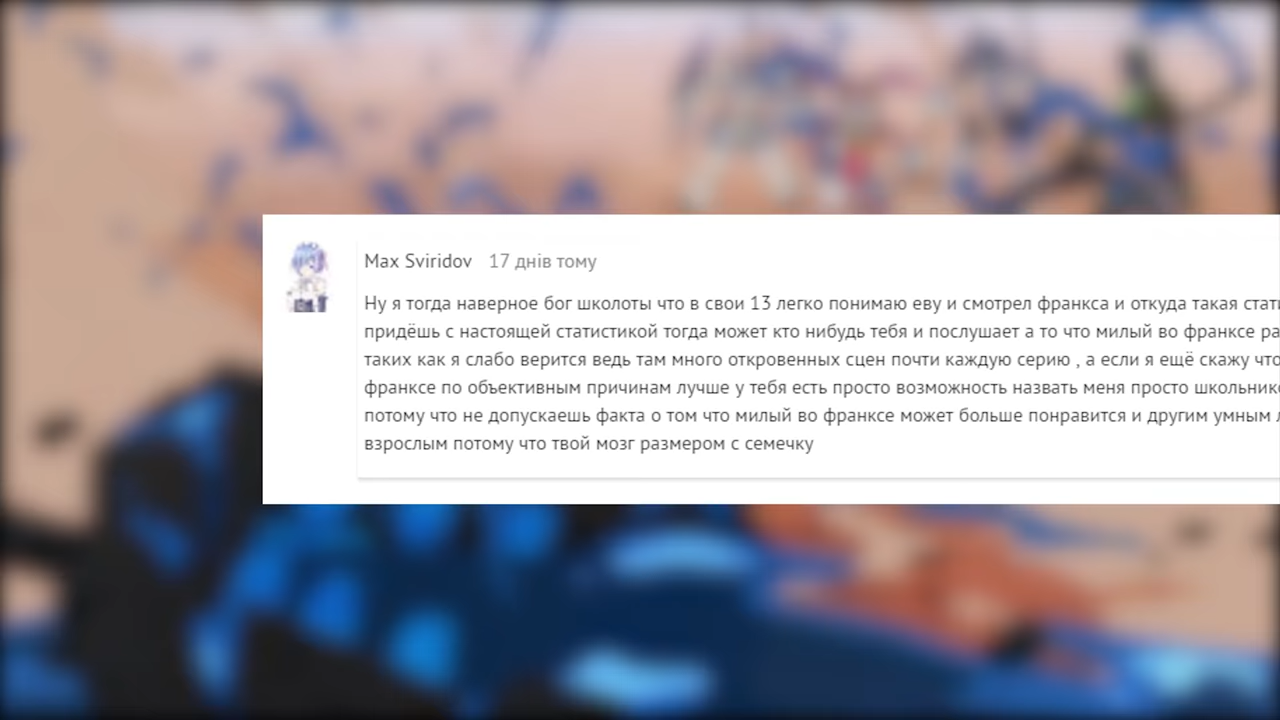 Max Sviridov 17 днів тому
Ну я тогда наверное бог школоты что в свои 13 легко понимаю еву и смотрел франкса и откуда такая стат
придёшь с настоящей статистикой тогда может кто нибудь тебя и послушает а то что милый во франксе ра
таких как я слабо верится ведь там много откровенных сцен почти каждую серию , а если я ещё скажу что
франксе по объективным причинам лучше у тебя есть просто возможность назвать меня просто школьник
потому что не допускаешь факта о том что милый во франксе может больше понравится и другим умным
взрослым потому что твой мозг размером с семечку